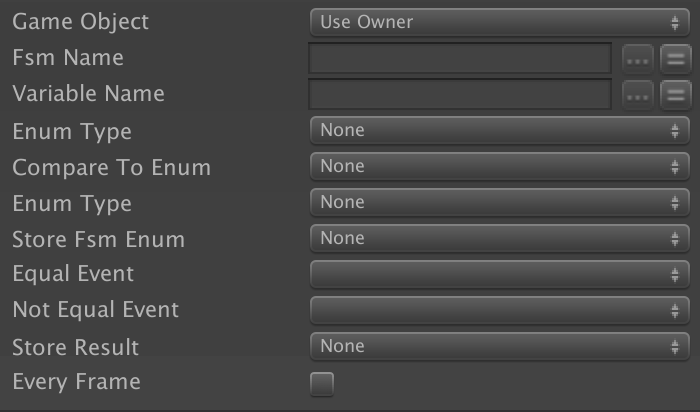 Game Object Use Owner
Fsm Name ...
Variable Name ...
Enum Type None
Compare To Enum None
Enum Type None
Store Fsm Enum None
Equal Event
Not Equal Event
Store Result None
Every Frame